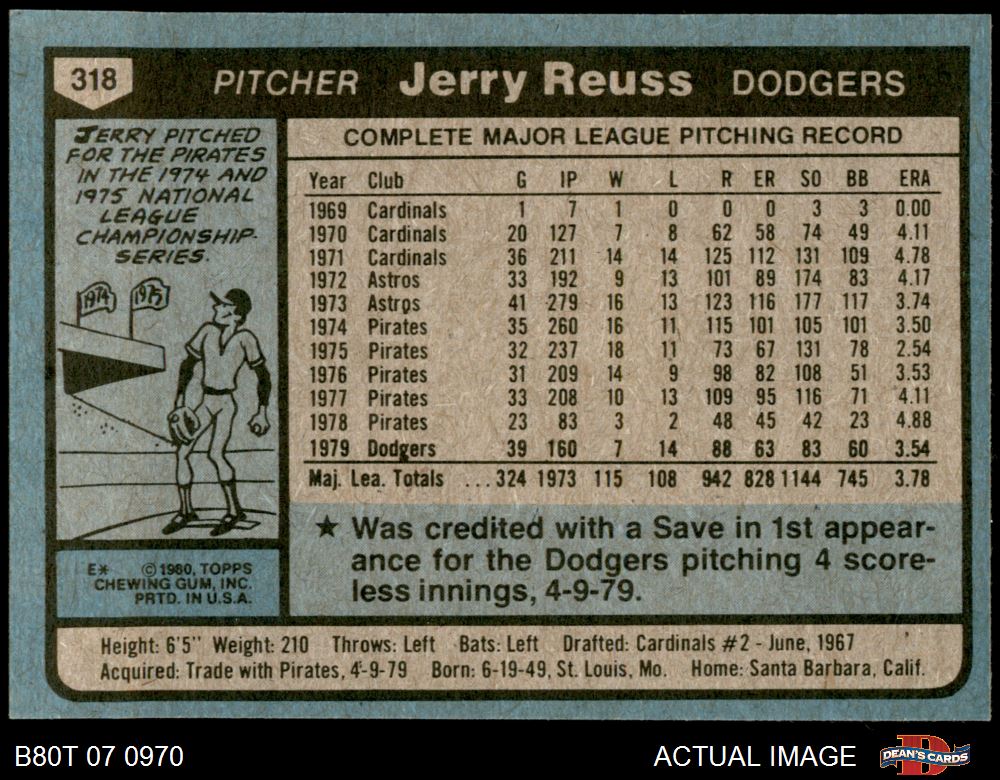 318 PITCHER Jerry Reuss DODGERS
JERRY PITCHED
FOR THE PIRATES
IN THE 1974 AND
1975 NATIONAL
LEAGUE
CHAMPIONSHIP-
SERIES.
1974 1975
COMPLETE MAJOR LEAGUE PITCHING RECORD
Year Club G IP W L R ER SO BB ERA
1969 Cardinals 1 7 1 0 0 0 3 3 0.00
1970 Cardinals 20 127 7 8 62 58 74 49 4.11
1971 Cardinals 36 211 14 14 125 112 131 109 4.78
1972 Astros 33 192 9 13 101 89 174 83 4.17
1973 Astros 41 279 16 13 123 116 177 117 3.74
1974 Pirates 35 260 16 11 115 101 105 101 3.50
1975 Pirates 32 237 18 11 73 67 131 78 2.54
1976 Pirates 31 209 14 9 98 82 108 51 3.53
1977 Pirates 33 208 10 13 109 95 116 71 4.11
1978 Pirates 23 83 3 2 48 45 42 23 4.88
1979 Dodgers 39 160 7 14 88 63 83 60 3.54
Maj. Lea. Totals ...324 1973 115 108 942 828 1144 745 3.78
★ Was credited with a Save in 1st appear-
ance for the Dodgers pitching 4 score-
less innings, 4-9-79.
E* ©1980, TOPPS
CHEWING GUM, INC.
PRTD. IN U.S.A.
Height: 6'5" Weight: 210 Throws: Left Bats: Left Drafted: Cardinals #2 - June, 1967
Acquired: Trade with Pirates, 4-9-79 Born: 6-19-49, St. Louis, Mo. Home: Santa Barbara, Calif.
B80T 07 0970 ACTUAL IMAGE D DEAN'S CARDS